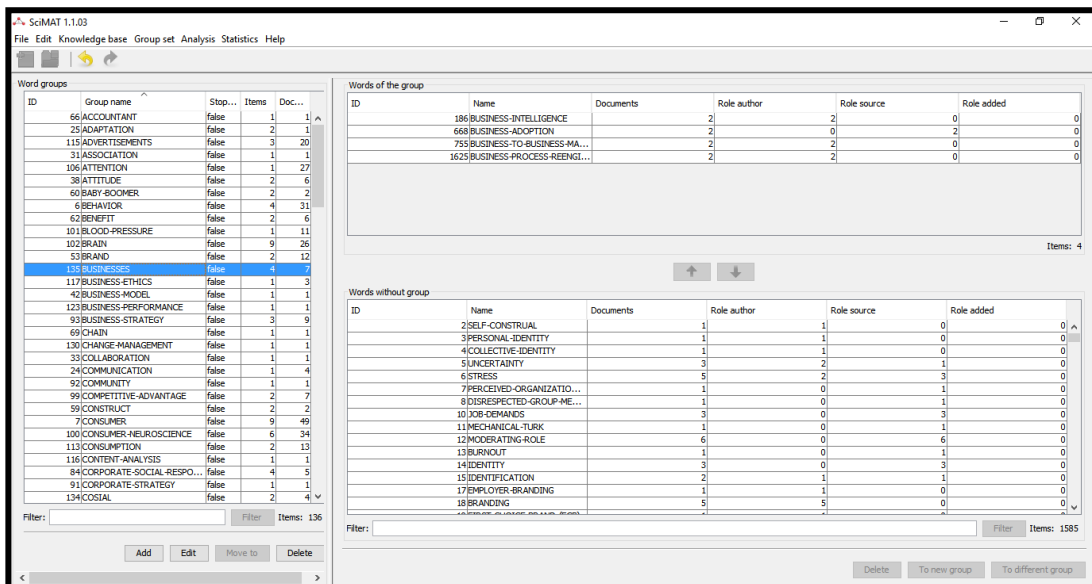 SciMAT 1.1.03
File Edit Knowledge base Group set Analysis Statistics Help
Word groups
ID Group name Stop... Items Doc...
66 ACCOUNTANT false 1 1
25 ADAPTATION false 2 1
115 ADVERTISEMENTS false 3 20
31 ASSOCIATION false 1 1
106 ATTENTION false 1 27
38 ATTITUDE false 2 6
60 BABY-BOOMER false 2 2
6 BEHAVIOR false 4 31
62 BENEFIT false 2 6
101 BLOOD-PRESSURE false 1 11
102 BRAIN false 9 26
53 BRAND false 2 12
135 BUSINESSES false 4 7
117 BUSINESS-ETHICS false 1 3
42 BUSINESS-MODEL false 1 1
123 BUSINESS-PERFORMANCE false 1 1
93 BUSINESS-STRATEGY false 3 9
69 CHAIN false 1 1
130 CHANGE-MANAGEMENT false 1 1
33 COLLABORATION false 1 1
24 COMMUNICATION false 1 4
92 COMMUNITY false 1 1
99 COMPETITIVE-ADVANTAGE false 2 7
59 CONSTRUCT false 2 2
7 CONSUMER false 9 49
100 CONSUMER-NEUROSCIENCE false 6 34
113 CONSUMPTION false 2 13
116 CONTENT-ANALYSIS false 1 1
84 CORPORATE-SOCIAL-RESPO... false 4 5
91 CORPORATE-STRATEGY false 1 1
134 COSIAL false 2 4
Filter: Filter Items: 136
Add Edit Move to Delete
Words of the group
ID Name Documents Role author Role source Role added
186 BUSINESS-INTELLIGENCE 2 2 0 0
668 BUSINESS-ADOPTION 2 0 2 0
755 BUSINESS-TO-BUSINESS-MA... 2 2 0 0
1625 BUSINESS-PROCESS-REENGI... 2 2 0 0
Items: 4
Words without group
ID Name Documents Role author Role source Role added
2 SELF-CONSTRUAL 1 1 0 0
3 PERSONAL-IDENTITY 1 1 0 0
4 COLLECTIVE-IDENTITY 1 1 0 0
5 UNCERTAINTY 3 2 1 0
6 STRESS 5 2 3 0
7 PERCEIVED-ORGANIZATIO... 1 0 1 0
8 DISRESPECTED-GROUP-ME... 1 0 1 0
10 JOB-DEMANDS 3 0 3 0
11 MECHANICAL-TURK 1 0 1 0
12 MODERATING-ROLE 6 0 6 0
13 BURNOUT 1 0 1 0
14 IDENTITY 3 0 3 0
15 IDENTIFICATION 2 1 1 0
17 EMPLOYER-BRANDING 1 1 0 0
18 BRANDING 5 5 0 0
Filter: Filter Items: 1585
Delete To new group To different group